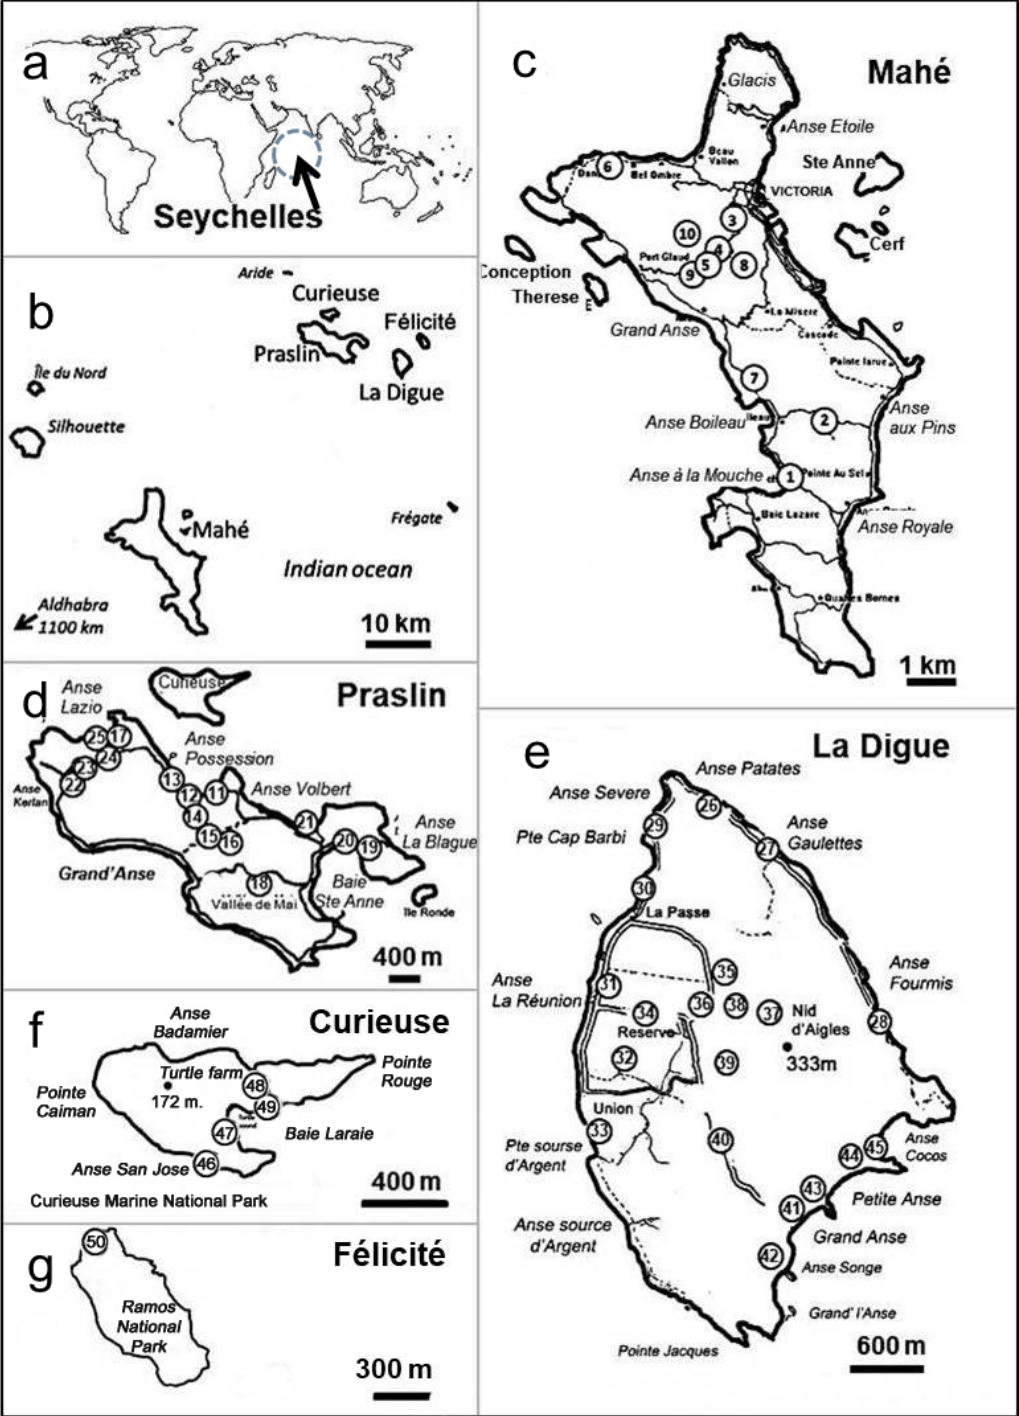 a
Seychelles
b
Aride
Curieuse
Félicité
Praslin
La Digue
Île du Nord
Silhouette
Mahé
Frégate
Indian ocean
Aldhabra
1100 km
10 km
c
Mahé
Glacis
Anse Etoile
Beau
Vallon
Ste Anne
6
Bel Ombre
VICTORIA
3
10
Cerf
4
Port Glaud
5
8
9
Conception
Therese
E
La Misere
Grand Anse
Cascade
Pointe larue
7
Anse
aux Pins
Anse Boileau
2
Anse à la Mouche
1
Pointe Au Sel
Baie Lazare
Anse Royale
Quatres Bornes
1 km
d
Praslin
Curieuse
Anse
Lazio
25
17
Anse
Possession
24
23
22
13
Anse
Kerlan
12
11
Anse Volbert
14
21
Anse
La Blague
15
16
20
19
Grand'Anse
18
Vallée de Mai
Baie
Ste Anne
Ile Ronde
400 m
e
La Digue
Anse Patates
Anse Severe
26
Pte Cap Barbi
29
Anse
Gaulettes
27
30
La Passe
Anse
La Réunion
31
35
Anse
Fourmis
34
36
38
37
Nid
d'Aigles
28
Reserve
32
39
333m
Union
33
Pte sourse
d'Argent
40
45
Anse
Cocos
44
43
Petite Anse
41
Anse source
d'Argent
Grand Anse
42
Anse Songe
Grand' l'Anse
Pointe Jacques
600 m
f
Curieuse
Anse
Badamier
Turtle farm
Pointe
Rouge
48
172 m.
Pointe
Caiman
49
47
Baie Laraie
46
Anse San Jose
400 m
Curieuse Marine National Park
g
Félicité
50
Ramos
National
Park
300 m